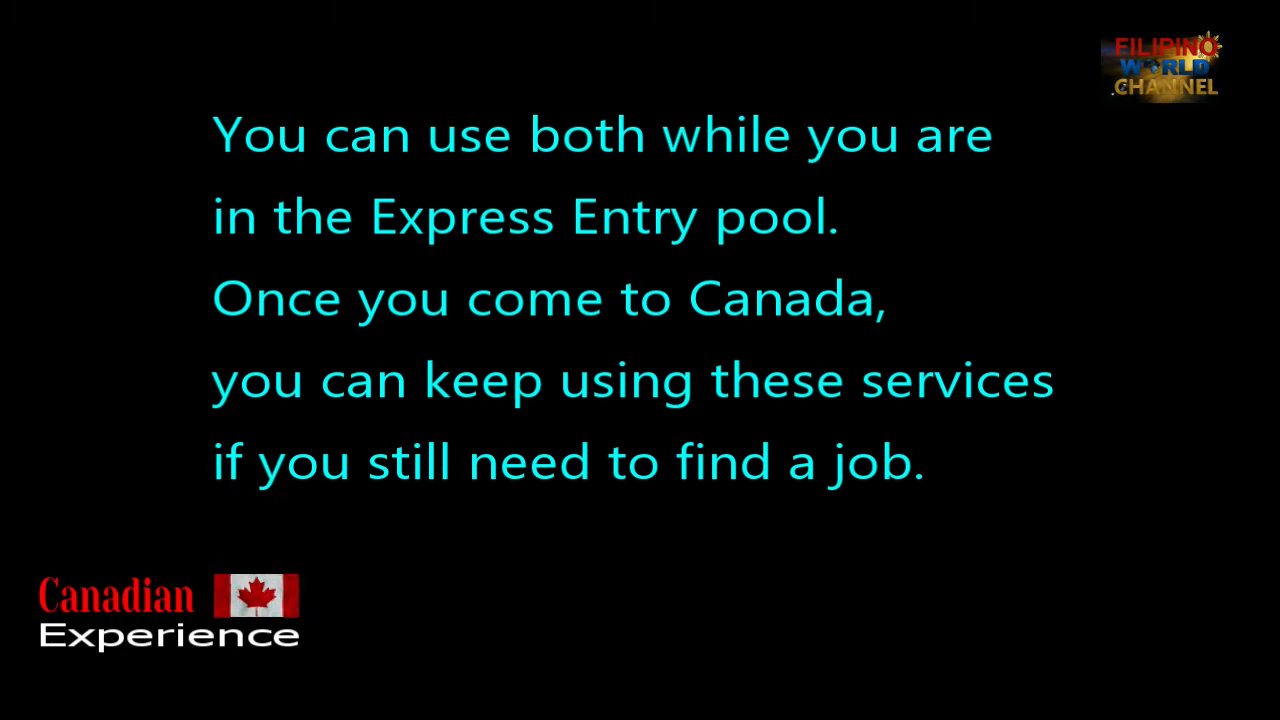 FILIPINO
WORLD
CHANNEL
You can use both while you are
in the Express Entry pool.
Once you come to Canada,
you can keep using these services
if you still need to find a job.
Canadian
Experience